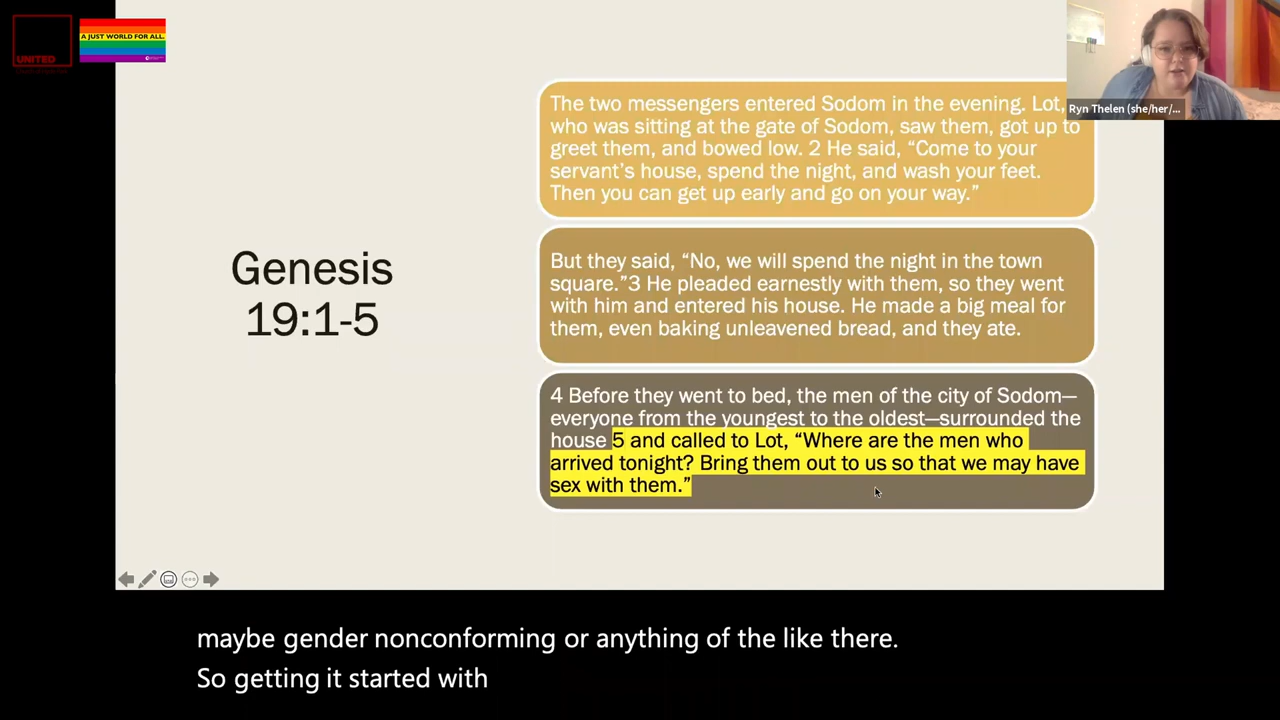 UNITED
A JUST WORLD FOR ALL.
Ryn Thelen (she/her/...
Genesis
19:1-5
The two messengers entered Sodom in the evening. Lot,
who was sitting at the gate of Sodom, saw them, got up to
greet them, and bowed low. 2 He said, “Come to your
servant’s house, spend the night, and wash your feet.
Then you can get up early and go on your way.”
But they said, “No, we will spend the night in the town
square.”3 He pleaded earnestly with them, so they went
with him and entered his house. He made a big meal for
them, even baking unleavened bread, and they ate.
4 Before they went to bed, the men of the city of Sodom—
everyone from the youngest to the oldest—surrounded the
house 5 and called to Lot, “Where are the men who
arrived tonight? Bring them out to us so that we may have
sex with them.”
maybe gender nonconforming or anything of the like there.
So getting it started with